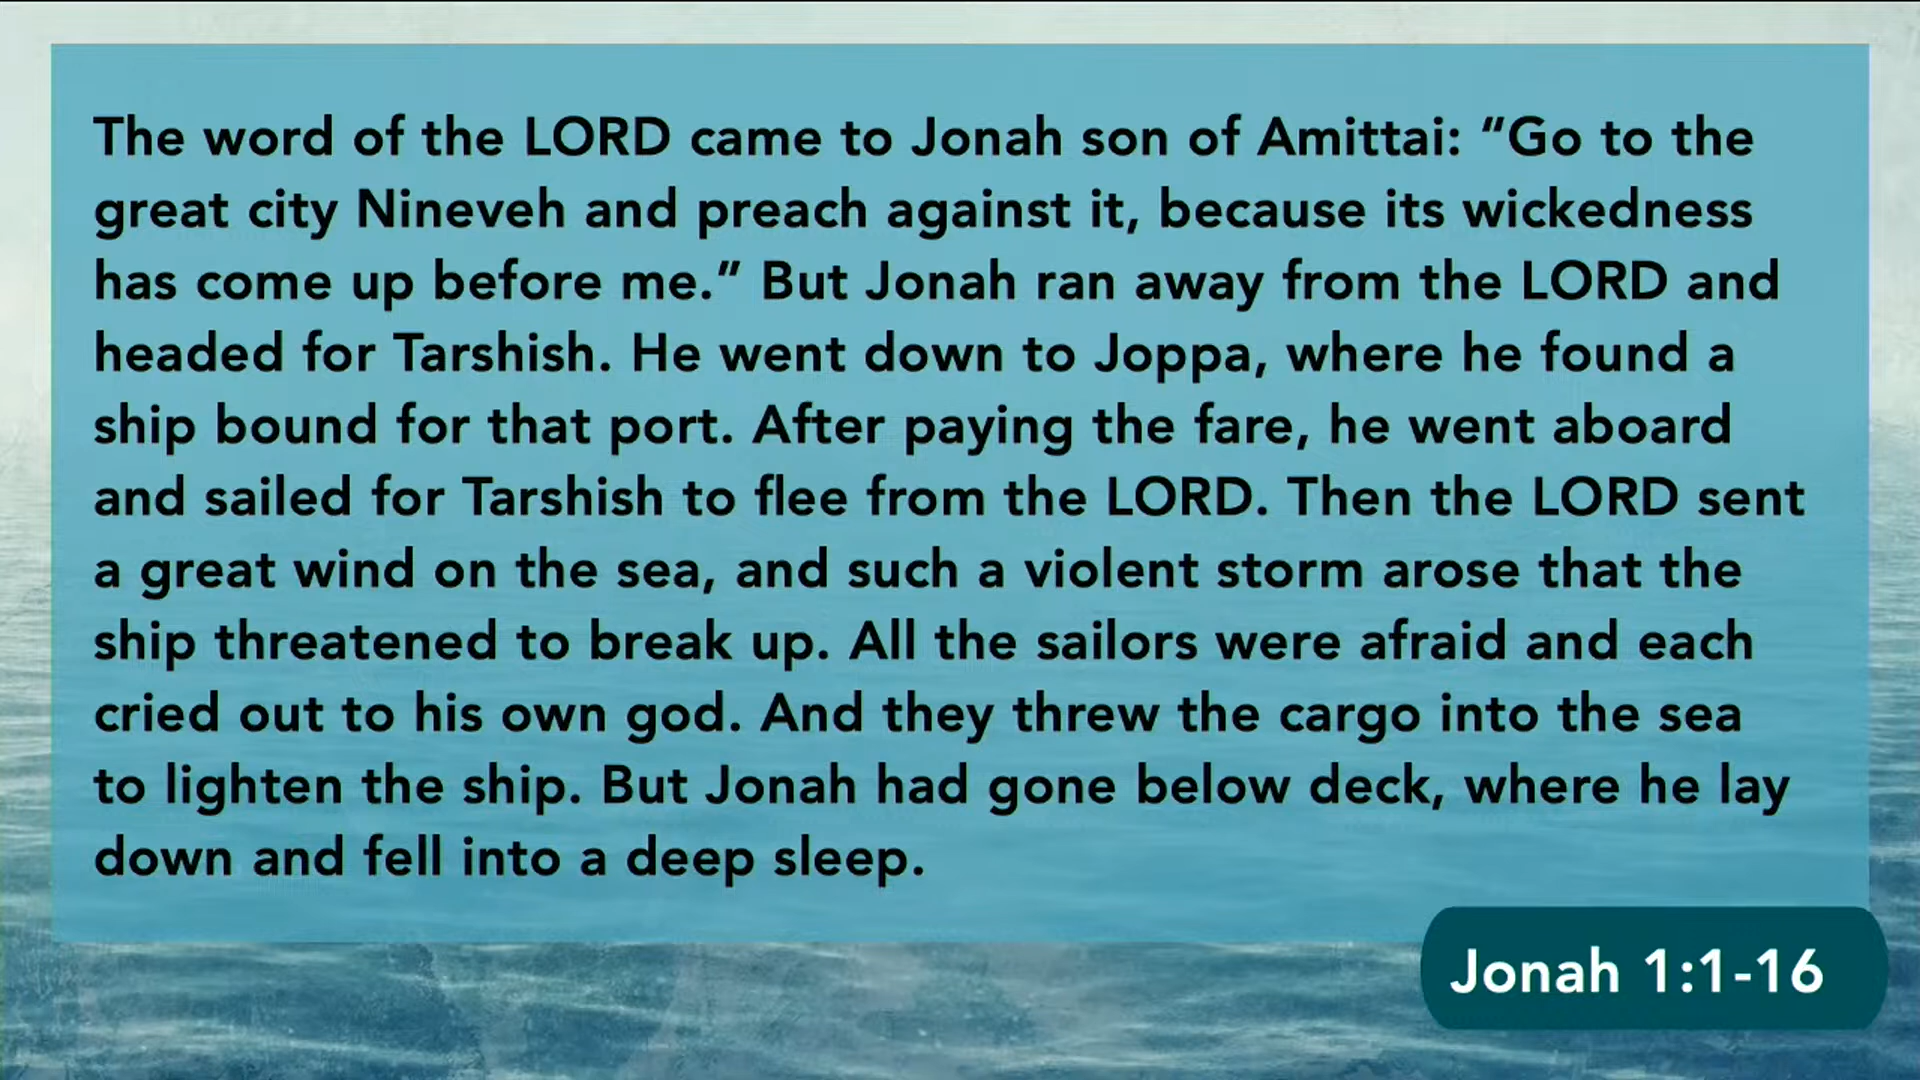 The word of the LORD came to Jonah son of Amittai: “Go to the
great city Nineveh and preach against it, because its wickedness
has come up before me.” But Jonah ran away from the LORD and
headed for Tarshish. He went down to Joppa, where he found a
ship bound for that port. After paying the fare, he went aboard
and sailed for Tarshish to flee from the LORD. Then the LORD sent
a great wind on the sea, and such a violent storm arose that the
ship threatened to break up. All the sailors were afraid and each
cried out to his own god. And they threw the cargo into the sea
to lighten the ship. But Jonah had gone below deck, where he lay
down and fell into a deep sleep.
Jonah 1:1-16